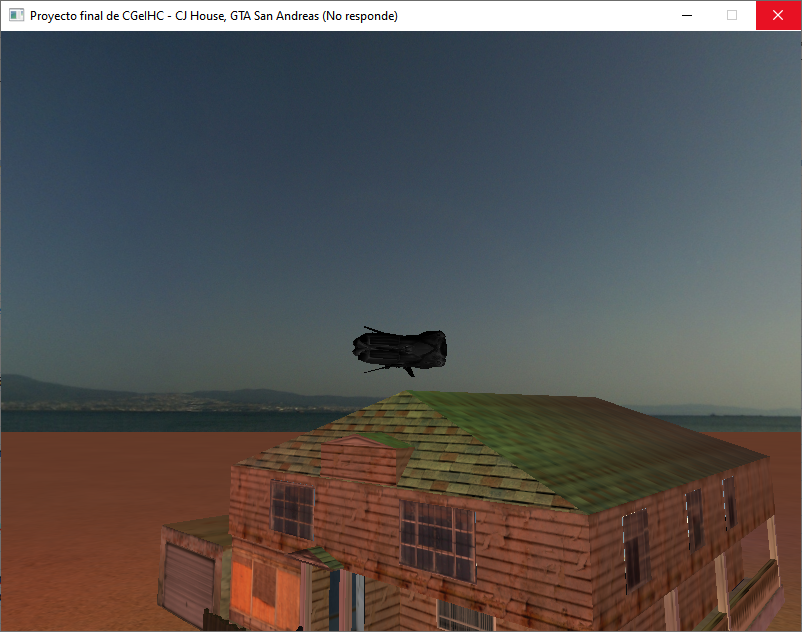 Proyecto final de CGeIHC - CJ House, GTA San Andreas (No responde)